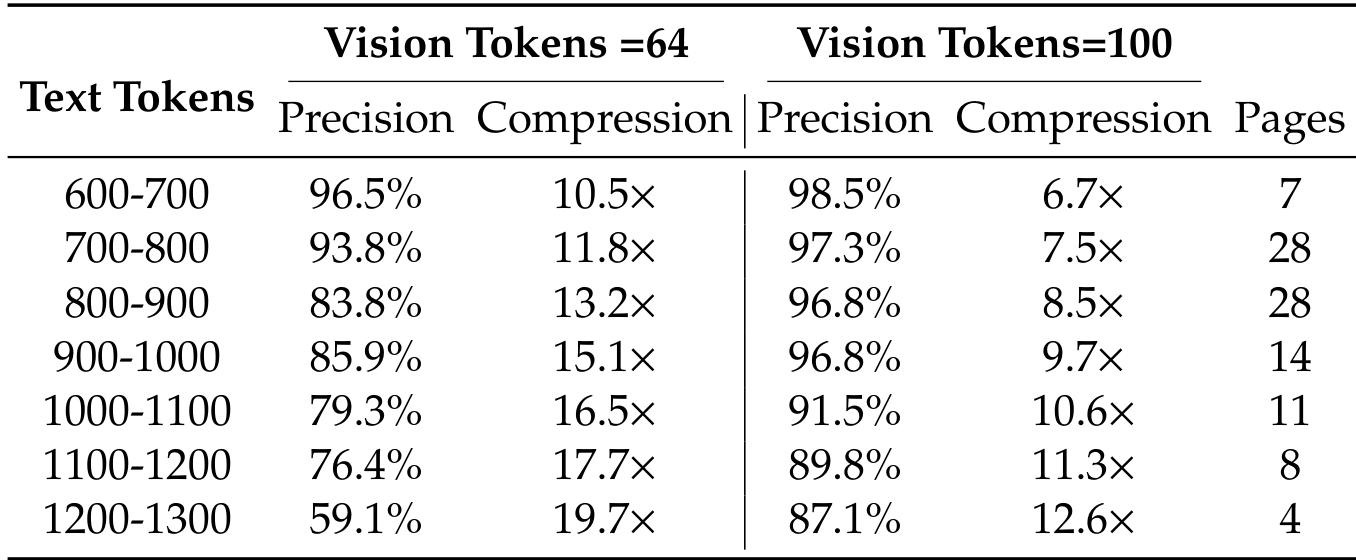 Vision Tokens =64 Vision Tokens=100
Text Tokens
Precision Compression Precision Compression Pages
600-700 96.5% 10.5× 98.5% 6.7× 7
700-800 93.8% 11.8× 97.3% 7.5× 28
800-900 83.8% 13.2× 96.8% 8.5× 28
900-1000 85.9% 15.1× 96.8% 9.7× 14
1000-1100 79.3% 16.5× 91.5% 10.6× 11
1100-1200 76.4% 17.7× 89.8% 11.3× 8
1200-1300 59.1% 19.7× 87.1% 12.6× 4